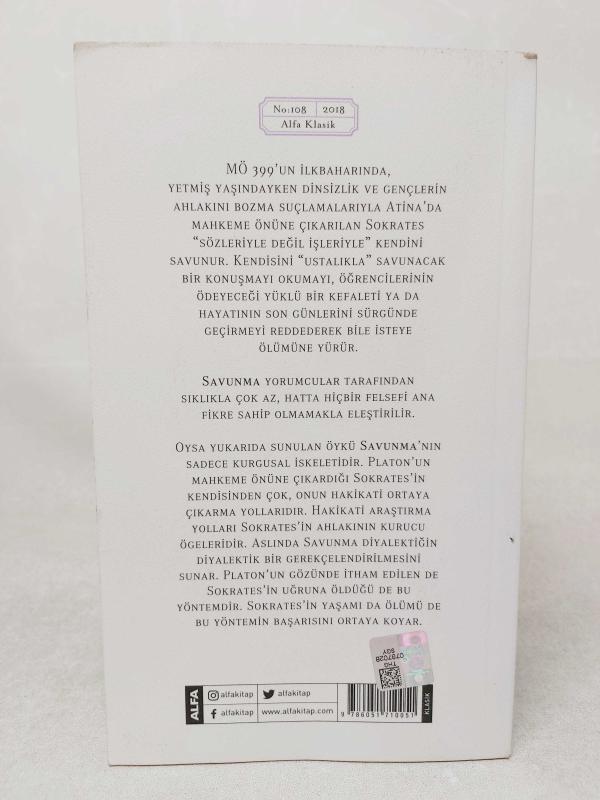 No:108 2018
Alfa Klasik
MÖ 399'UN İLKBAHARINDA,
YETMİŞ YAŞINDAYKEN DİNSİZLİK VE GENÇLERİN
AHLAKINI BOZMA SUÇLAMALARIYLA ATİNA'DA
MAHKEME ÖNÜNE ÇIKARILAN SOKRATES
“SÖZLERİYLE DEĞİL İŞLERİYLE” KENDİNİ
SAVUNUR. KENDİSİNİ “USTALIKLA” SAVUNACAK
BİR KONUŞMAYI OKUMAYI, ÖĞRENCİLERİNİN
ÖDEYECEĞİ YÜKLÜ BİR KEFALETİ YA DA
HAYATININ SON GÜNLERİNİ SÜRGÜNDE
GEÇİRMEYİ REDDEDEREK BİLE İSTEYE
ÖLÜMÜNE YÜRÜR.
SAVUNMA YORUMCULAR TARAFINDAN
SIKLIKLA ÇOK AZ, HATTA HİÇBİR FELSEFİ ANA
FİKRE SAHİP OLMAMAKLA ELEŞTİRİLİR.
OYSA YUKARIDA SUNULAN ÖYKÜ SAVUNMA'NIN
SADECE KURGUSAL İSKELETİDİR. PLATON'UN
MAHKEME ÖNÜNE ÇIKARDIĞI SOKRATES'İN
KENDİSİNDEN ÇOK, ONUN HAKİKATİ ORTAYA
ÇIKARMA YOLLARIDIR. HAKİKATİ ARAŞTIRMA
YOLLARI SOKRATES'İN AHLAKININ KURUCU
ÖGELERİDİR. ASLINDA SAVUNMA DİYALEKTİĞİN
DİYALEKTİK BİR GEREKÇELENDİRİLMESİNİ
SUNAR. PLATON'UN GÖZÜNDE İTHAM EDİLEN DE
SOKRATES'İN UĞRUNA ÖLDÜĞÜ DE BU
YÖNTEMDİR. SOKRATES'İN YAŞAMI DA ÖLÜMÜ DE
BU YÖNTEMİN BAŞARISINI ORTAYA KOYAR.
THG
0797028
SGY
ALFA
alfakitap alfakitap
alfakitap www.alfakitap.com
9 786051 710051
KLASİK